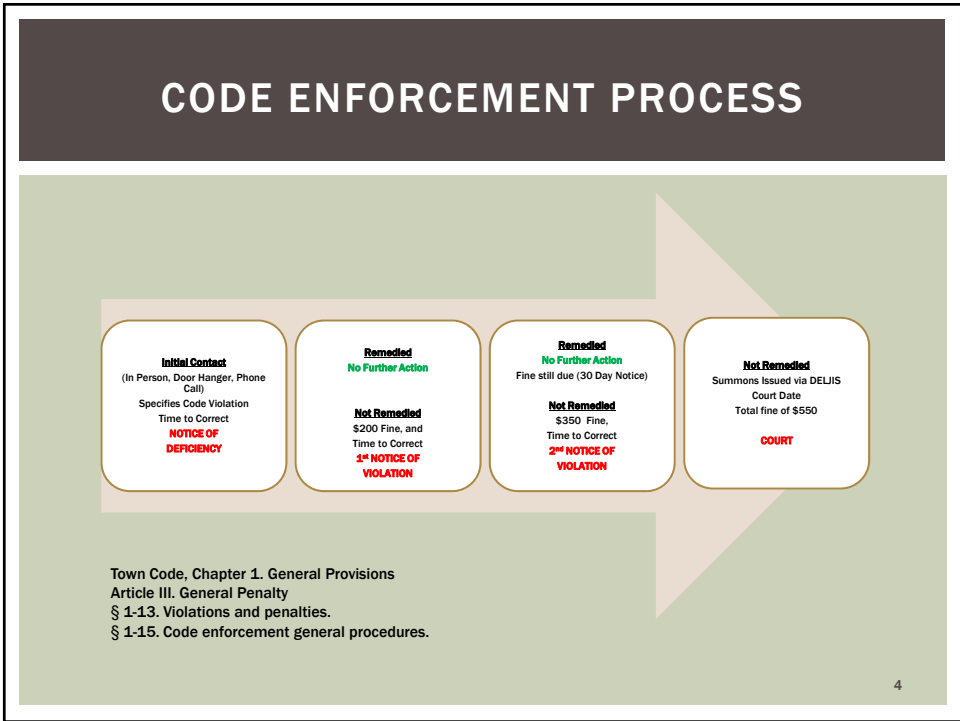 CODE ENFORCEMENT PROCESS
Initial Contact
(In Person, Door Hanger, Phone
Call)
Specifies Code Violation
Time to Correct
NOTICE OF
DEFICIENCY
Remedied
No Further Action
Not Remedied
$200 Fine, and
Time to Correct
1st NOTICE OF
VIOLATION
Remedied
No Further Action
Fine still due (30 Day Notice)
Not Remedied
$350  Fine,
Time to Correct
2nd NOTICE OF
VIOLATION
Not Remedied
Summons Issued via DELJIS
Court Date
Total fine of $550
COURT
Town Code, Chapter 1. General Provisions
Article III. General Penalty
§ 1-13. Violations and penalties.
§ 1-15. Code enforcement general procedures.
4